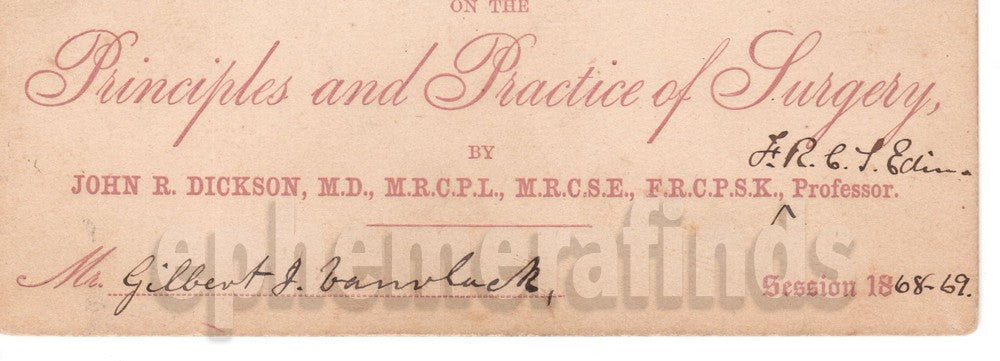 ON THE
Principles and Practice of Surgery,
BY
F.R.C.S. Edin.
JOHN R. DICKSON, M.D., M.R.C.P.L., M.R.C.S.E., F.R.C.P.S.K., Professor.
ephemerafinds
Mr. Gilbert J. Vanvlack, Session 1868-69.